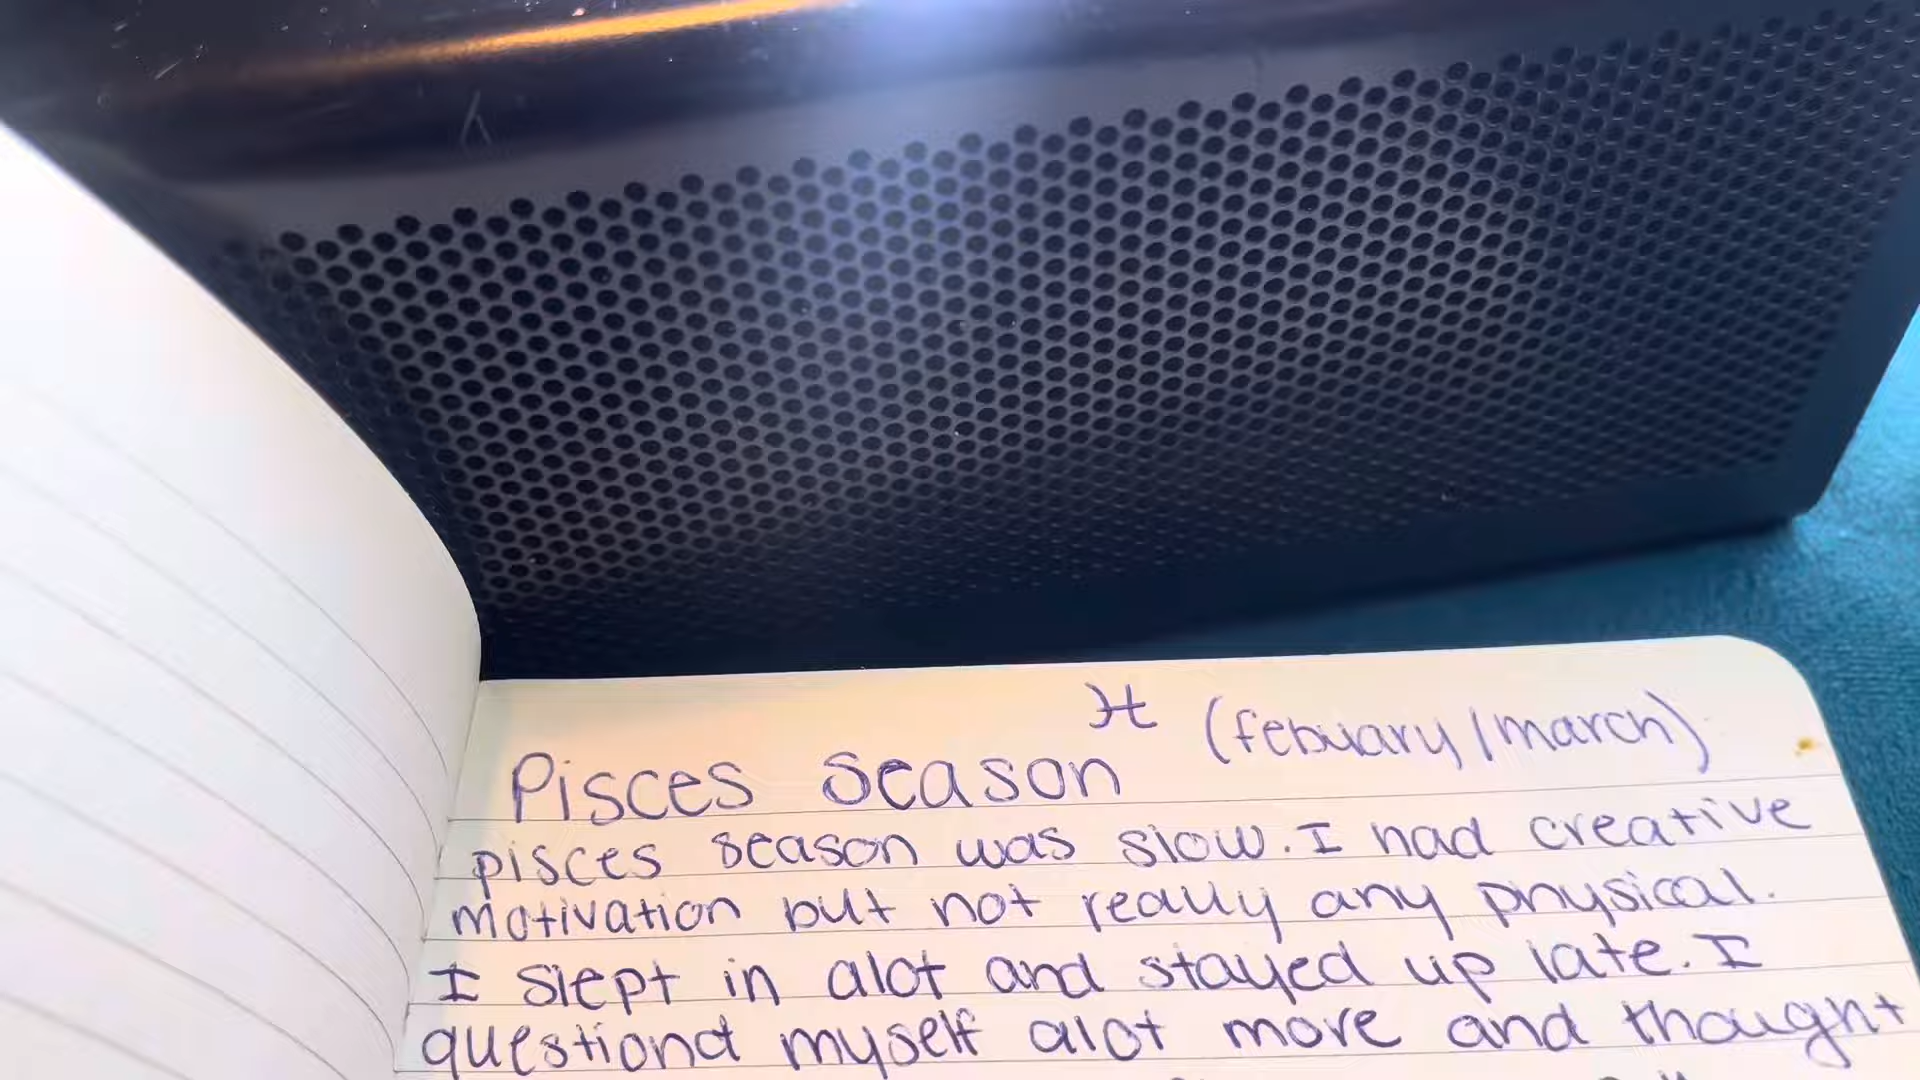 ♓ (febuary/march)
Pisces Season
pisces season was slow. I had creative
motivation but not really any physical.
I slept in alot and stayed up late. I
questiond myself alot more and thought